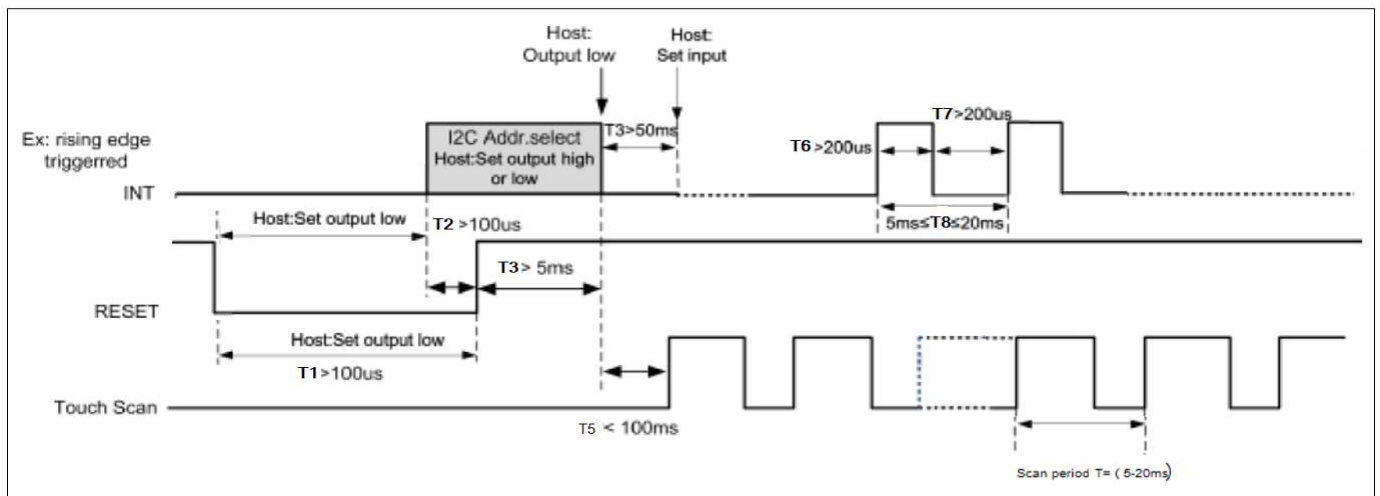 Host:
Output low
Host:
Set input
Ex: rising edge
triggerred
INT
I2C Addr.select
Host:Set output high
or low
T3>50ms
T6 >200us
T7>200us
5ms≤T8≤20ms
Host:Set output low
T2 >100us
T3> 5ms
RESET
Host:Set output low
T1>100us
Touch Scan
T5 < 100ms
Scan period T= ( 5-20ms)